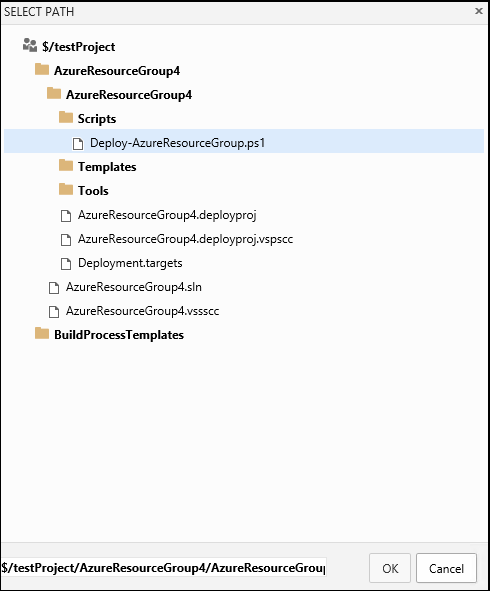 SELECT PATH
$/testProject
AzureResourceGroup4
AzureResourceGroup4
Scripts
Deploy-AzureResourceGroup.ps1
Templates
Tools
AzureResourceGroup4.deployproj
AzureResourceGroup4.deployproj.vspscc
Deployment.targets
AzureResourceGroup4.sln
AzureResourceGroup4.vssscc
BuildProcessTemplates
$/testProject/AzureResourceGroup4/AzureResourceGrou
OK
Cancel